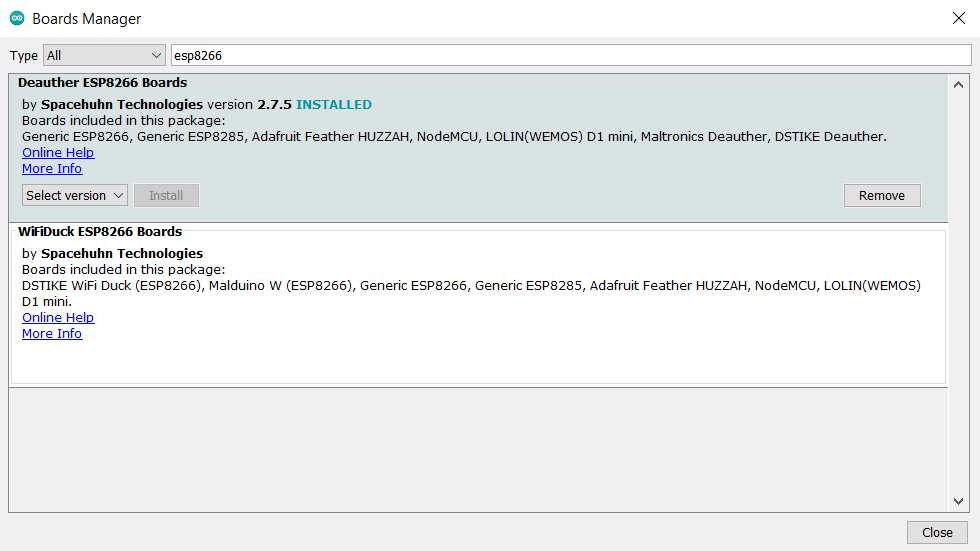 Boards Manager
Type All esp8266
Deauther ESP8266 Boards
by Spacehuhn Technologies version 2.7.5 INSTALLED
Boards included in this package:
Generic ESP8266, Generic ESP8285, Adafruit Feather HUZZAH, NodeMCU, LOLIN(WEMOS) D1 mini, Maltronics Deauther, DSTIKE Deauther.
Online Help
More Info
Select version Install Remove
WiFiDuck ESP8266 Boards
by Spacehuhn Technologies
Boards included in this package:
DSTIKE WiFi Duck (ESP8266), Malduino W (ESP8266), Generic ESP8266, Generic ESP8285, Adafruit Feather HUZZAH, NodeMCU, LOLIN(WEMOS)
D1 mini.
Online Help
More Info
Close